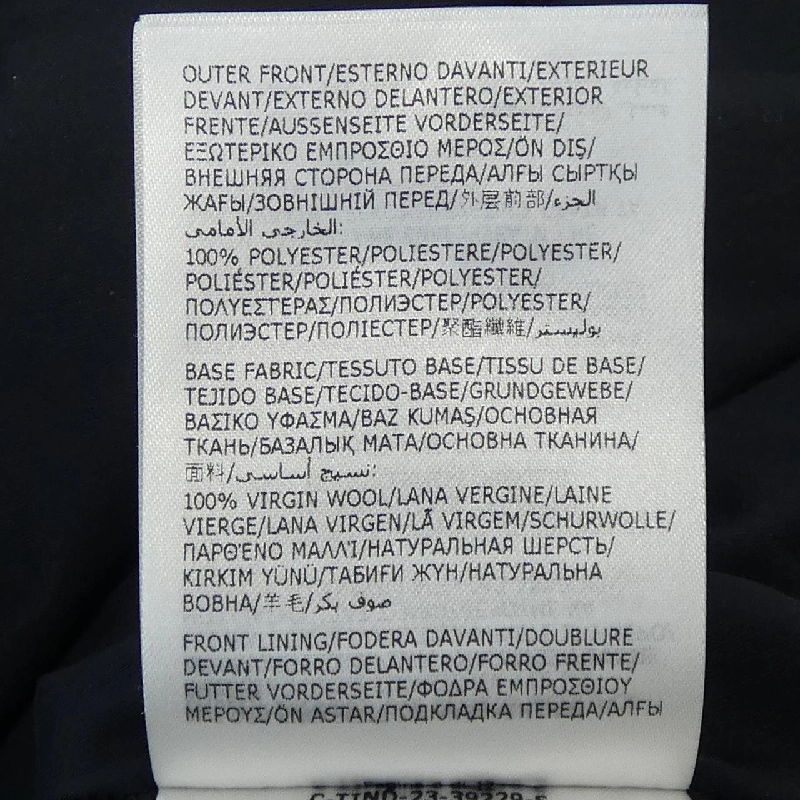 OUTER FRONT/ESTERNO DAVANTI/EXTERIEUR
DEVANT/EXTERNO DELANTERO/EXTERIOR
FRENTE/AUSSENSEITE VORDERSEITE/
ΕΞΩΤΕΡΙΚΟ ΕΜΠΡΟΣΘΙΟ ΜΕΡΟΣ/ÖN DIŞ/
ВНЕШНЯЯ СТОРОНА ПЕРЕДА/АЛҒЫ СЫРТҚЫ
ЖАҒЫ/ЗОВНІШНІЙ ПЕРЕД/外层前部/الجزء
الخارجي الأمامي:
100% POLYESTER/POLIESTERE/POLYESTER/
POLIÉSTER/POLIÉSTER/POLYESTER/
ΠΟΛΥΕΣΤΕΡΑΣ/ПОЛИЭСТЕР/POLYESTER/
ПОЛИЭСТЕР/ПОЛІЕСТЕР/聚酯纖維/بوليستر
BASE FABRIC/TESSUTO BASE/TISSU DE BASE/
TEJIDO BASE/TECIDO-BASE/GRUNDGEWEBE/
ΒΑΣΙΚΟ ΥΦΑΣΜΑ/BAZ KUMAŞ/ОСНОВНАЯ
ТКАНЬ/БАЗАЛЫҚ МАТА/ОСНОВНА ТКАНИНА/
面料/نسيج أساسي:
100% VIRGIN WOOL/LANA VERGINE/LAINE
VIERGE/LANA VIRGEN/LÃ VIRGEM/SCHURWOLLE/
ΠΑΡΘΈΝΟ ΜΑΛΛΊ/НАТУРАЛЬНАЯ ШЕРСТЬ/
KIRKIM YÜNÜ/ТАБИҒИ ЖҮН/НАТУРАЛЬНА
ВОВНА/羊毛/صوف بكر
FRONT LINING/FODERA DAVANTI/DOUBLURE
DEVANT/FORRO DELANTERO/FORRO FRENTE/
FUTTER VORDERSEITE/ΦΟΔΡΑ ΕΜΠΡΟΣΘΙΟΥ
ΜΕΡΟΥΣ/ÖN ASTAR/ПОДКЛАДКА ПЕРЕДА/АЛҒЫ